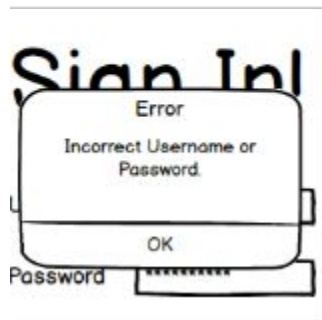 Sign In!
Error
Incorrect Username or
Password.
OK
Password **********